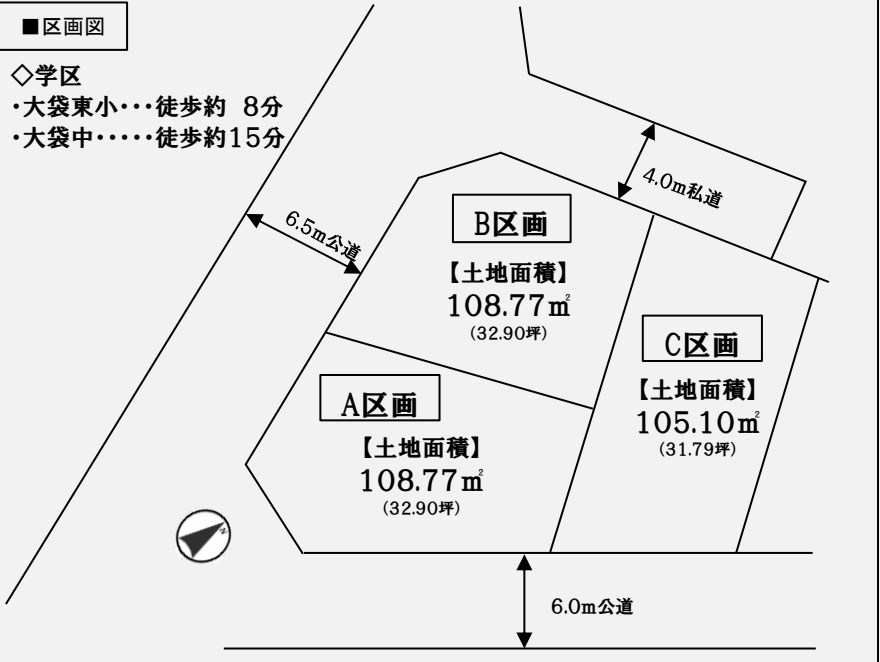 ■区画図
◇学区
・大袋東小・・・徒歩約 8分
・大袋中・・・・・徒歩約15分
4.0m私道
6.5m公道
B区画
【土地面積】
108.77㎡
(32.90坪)
C区画
【土地面積】
105.10㎡
(31.79坪)
A区画
【土地面積】
108.77㎡
(32.90坪)
N
6.0m公道